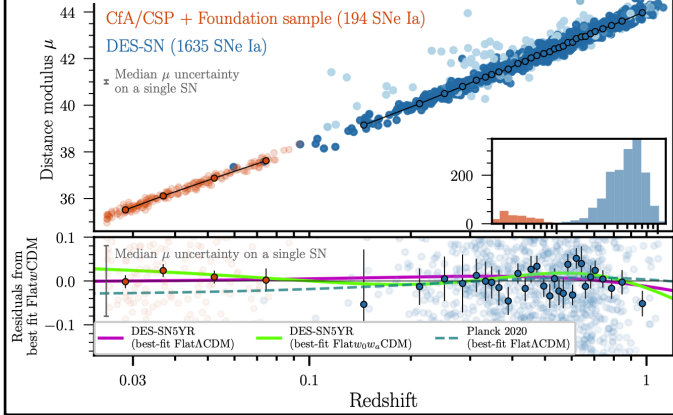 44
42
40
38
36
Distance modulus μ
CfA/CSP + Foundation sample (194 SNe Ia)
DES-SN (1635 SNe Ia)
Median μ uncertainty
on a single SN
200
0
0.1
0.0
−0.1
Residuals from
best fit FlatwCDM
Median μ uncertainty on a single SN
DES-SN5YR
(best-fit FlatΛCDM)
DES-SN5YR
(best-fit Flatw₀wₐCDM)
Planck 2020
(best-fit FlatΛCDM)
0.03
0.1
1
Redshift